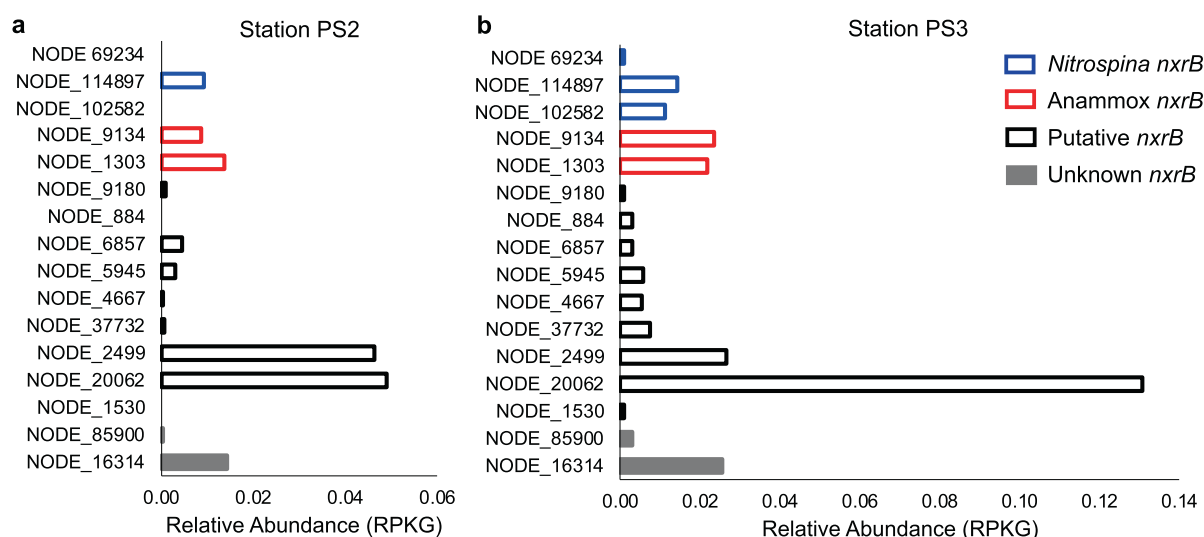 a
Station PS2
NODE 69234
NODE_114897
NODE_102582
NODE_9134
NODE_1303
NODE_9180
NODE_884
NODE_6857
NODE_5945
NODE_4667
NODE_37732
NODE_2499
NODE_20062
NODE_1530
NODE_85900
NODE_16314
0.00 0.02 0.04 0.06
Relative Abundance (RPKG)
b
Station PS3
NODE 69234
NODE_114897
NODE_102582
NODE_9134
NODE_1303
NODE_9180
NODE_884
NODE_6857
NODE_5945
NODE_4667
NODE_37732
NODE_2499
NODE_20062
NODE_1530
NODE_85900
NODE_16314
0.00 0.02 0.04 0.06 0.08 0.10 0.12 0.14
Relative Abundance (RPKG)
Nitrospina nxrB
Anammox nxrB
Putative nxrB
Unknown nxrB